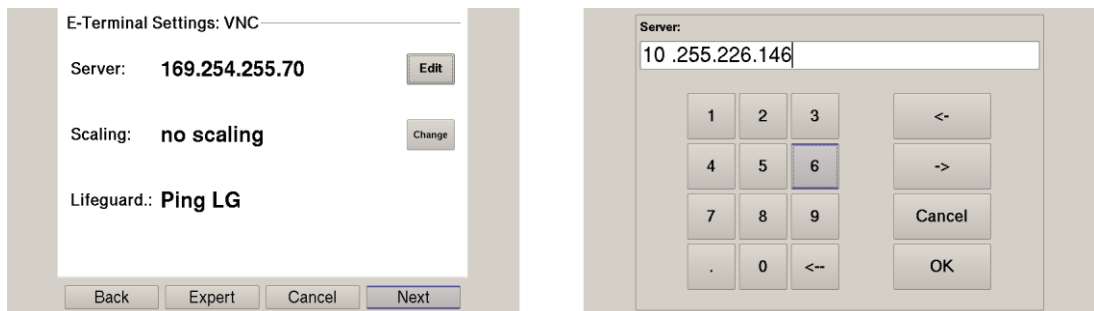 E-Terminal Settings: VNC
Server: 169.254.255.70 Edit
Scaling: no scaling Change
Lifeguard.: Ping LG
Back Expert Cancel Next
Server:
10 .255.226.146
1 2 3 <-
4 5 6 ->
7 8 9 Cancel
. 0 <-- OK